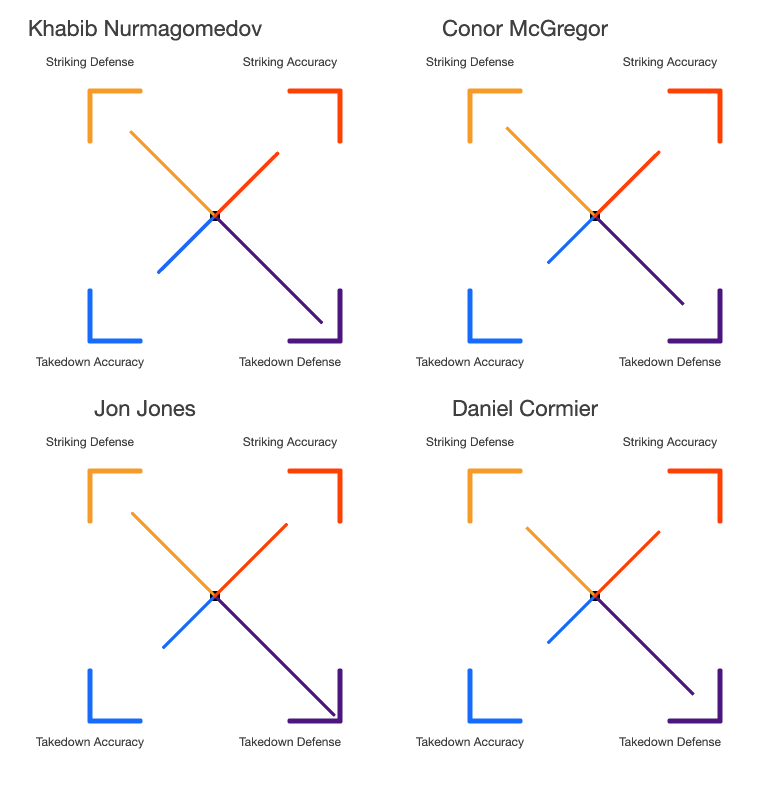 Khabib Nurmagomedov
Conor McGregor
Striking Defense
Striking Accuracy
Striking Defense
Striking Accuracy
Takedown Accuracy
Takedown Defense
Takedown Accuracy
Takedown Defense
Jon Jones
Daniel Cormier
Striking Defense
Striking Accuracy
Striking Defense
Striking Accuracy
Takedown Accuracy
Takedown Defense
Takedown Accuracy
Takedown Defense